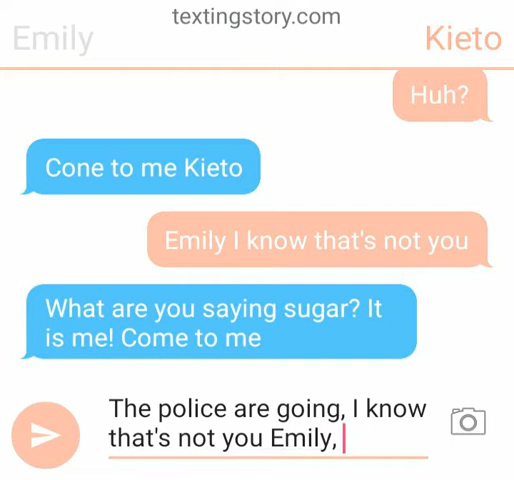 textingstory.com
Emily
Kieto
Huh?
Cone to me Kieto
Emily I know that's not you
What are you saying sugar? It
is me! Come to me
The police are going, I know
that's not you Emily,